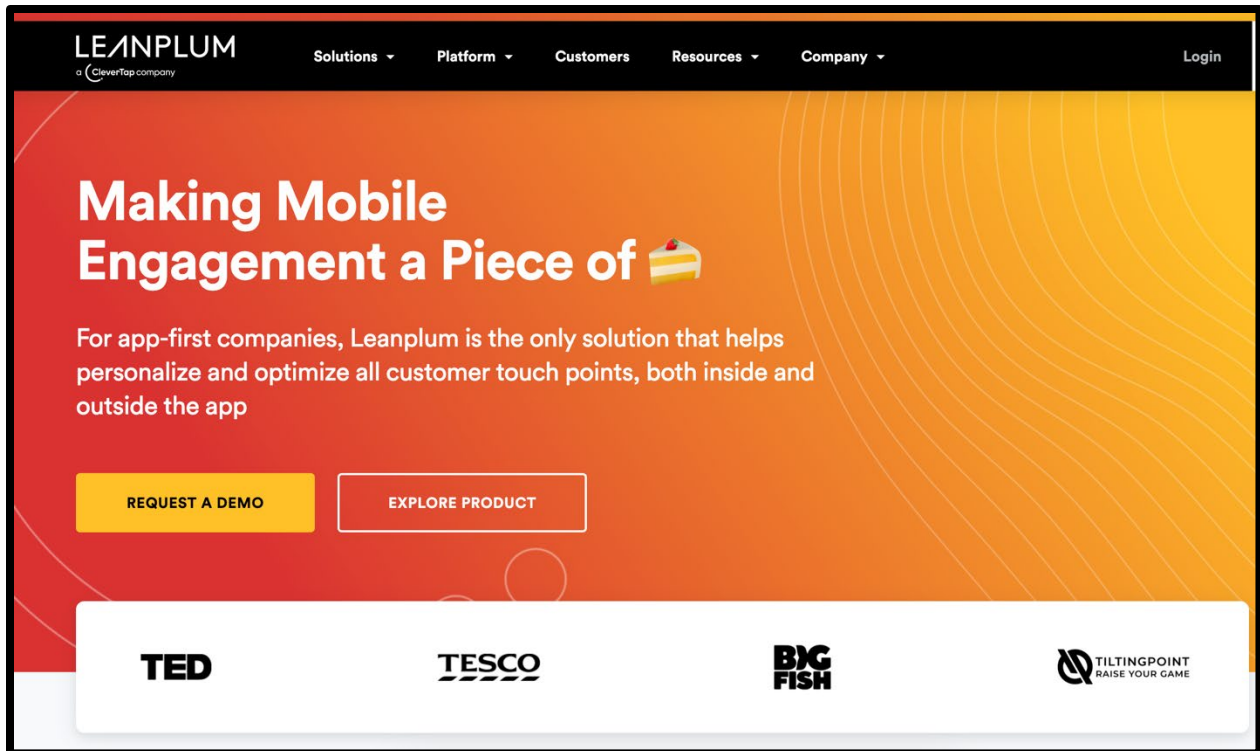 LEANPLUM
a CleverTap company
Solutions
Platform
Customers
Resources
Company
Login
Making Mobile
Engagement a Piece of 🍰
For app-first companies, Leanplum is the only solution that helps
personalize and optimize all customer touch points, both inside and
outside the app
REQUEST A DEMO
EXPLORE PRODUCT
TED
TESCO
BIG
FISH
TILTINGPOINT
RAISE YOUR GAME